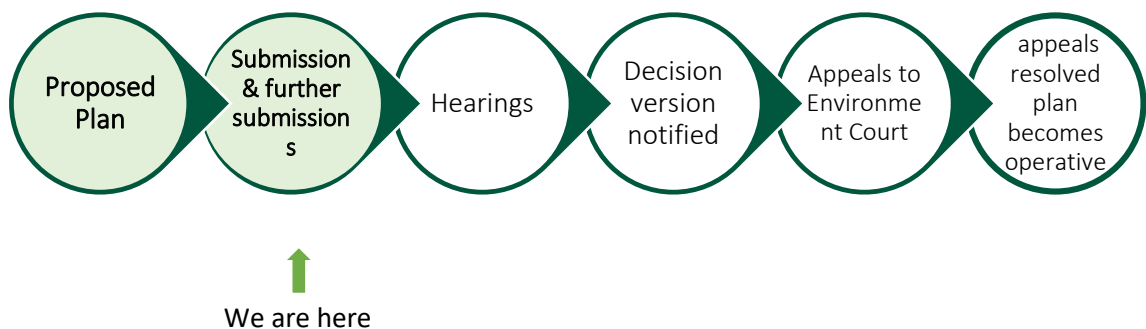 Proposed
Plan
Submission
& further
submission
s
Hearings
Decision
version
notified
Appeals to
Environme
nt Court
appeals
resolved
plan
becomes
operative
We are here